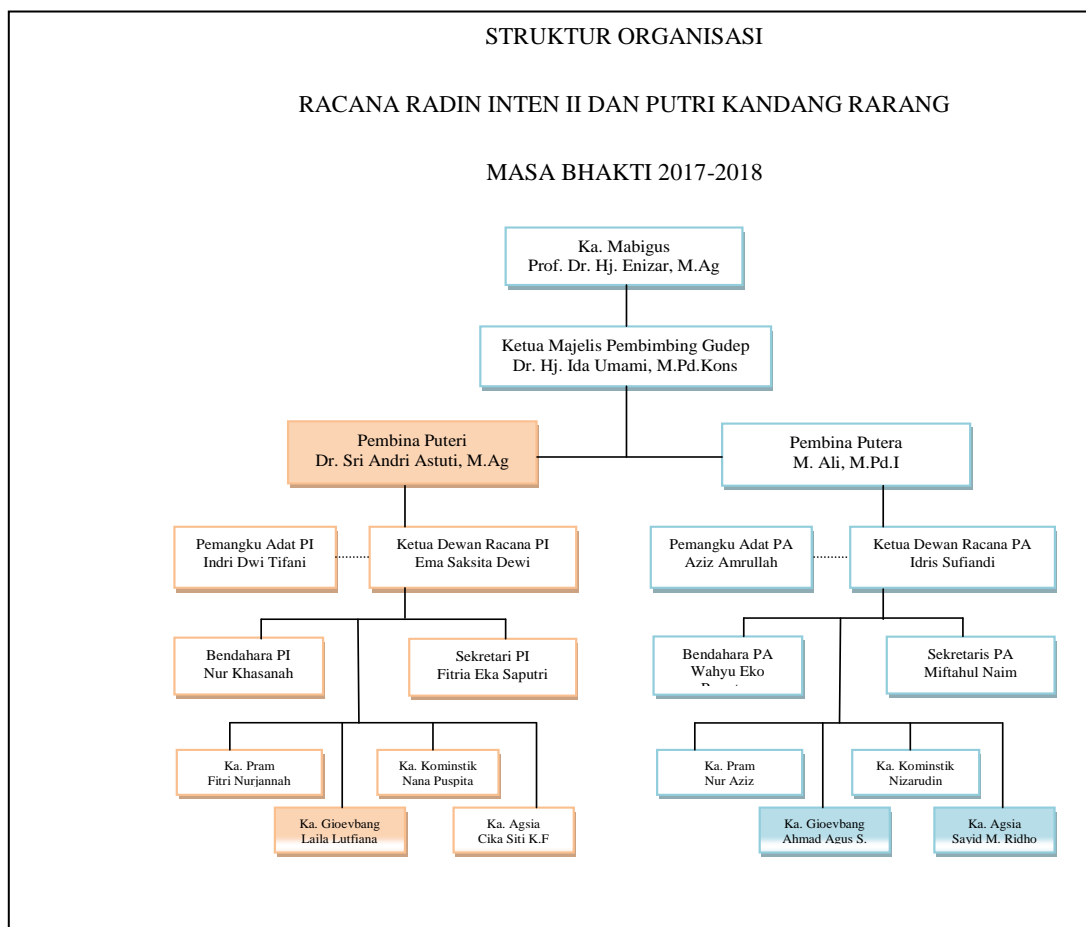 STRUKTUR ORGANISASI
RACANA RADIN INTEN II DAN PUTRI KANDANG RARANG
MASA BHAKTI 2017-2018
Ka. Mabigus
Prof. Dr. Hj. Enizar, M.Ag
Ketua Majelis Pembimbing Gudep
Dr. Hj. Ida Umami, M.Pd.Kons
Pembina Puteri
Dr. Sri Andri Astuti, M.Ag
Pembina Putera
M. Ali, M.Pd.I
Pemangku Adat PI
Indri Dwi Tifani
Ketua Dewan Racana PI
Ema Saksita Dewi
Pemangku Adat PA
Aziz Amrullah
Ketua Dewan Racana PA
Idris Sufiandi
Bendahara PI
Nur Khasanah
Sekretari PI
Fitria Eka Saputri
Bendahara PA
Wahyu Eko
Sekretaris PA
Miftahul Naim
Ka. Pram
Fitri Nurjannah
Ka. Kominstik
Nana Puspita
Ka. Pram
Nur Aziz
Ka. Kominstik
Nizarudin
Ka. Gioevbang
Laila Lutfiana
Ka. Agsia
Cika Siti K.F
Ka. Gioevbang
Ahmad Agus S.
Ka. Agsia
Sayid M. Ridho